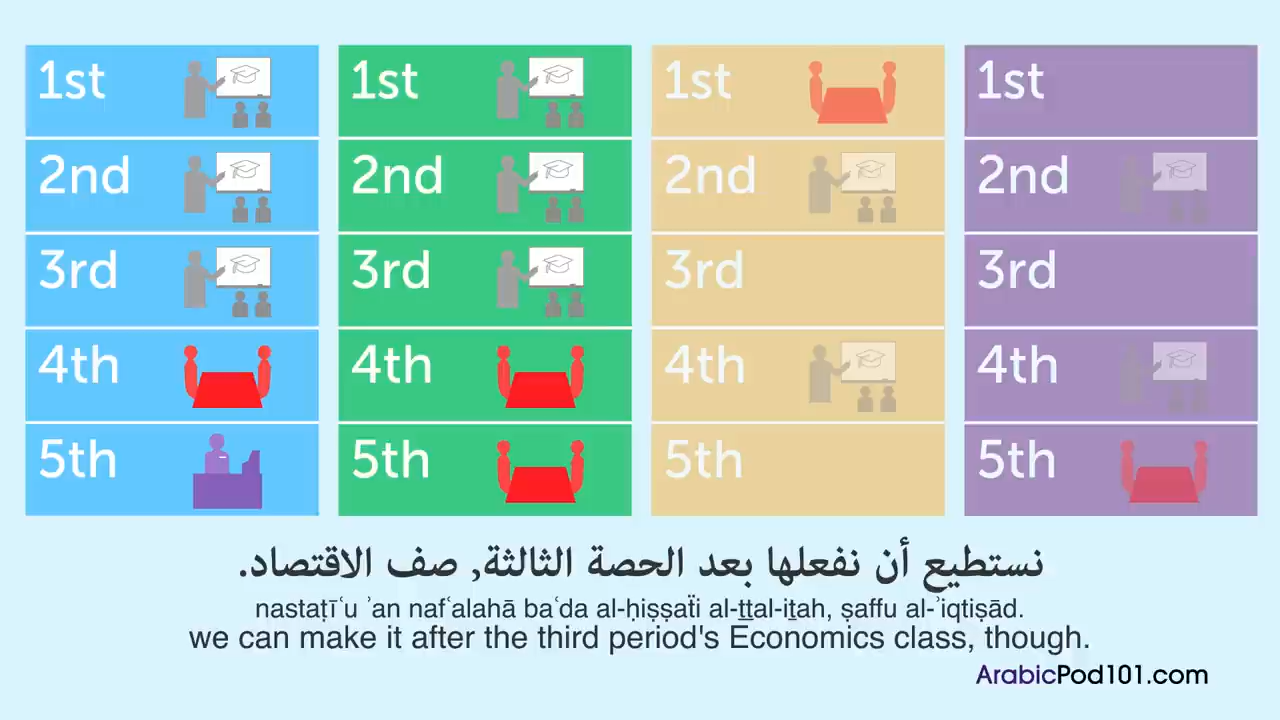 1st 1st 1st 1st
2nd 2nd 2nd 2nd
3rd 3rd 3rd 3rd
4th 4th 4th 4th
5th 5th 5th 5th
نستطيع أن نفعلها بعد الحصة الثالثة, صف الاقتصاد.
nastaṭīʿu ʾan nafʿalahā baʿda al-ḥiṣṣaẗi al-ṯṯal-iṯah, ṣaffu al-ʾiqtiṣād.
we can make it after the third period's Economics class, though.
ArabicPod101.com